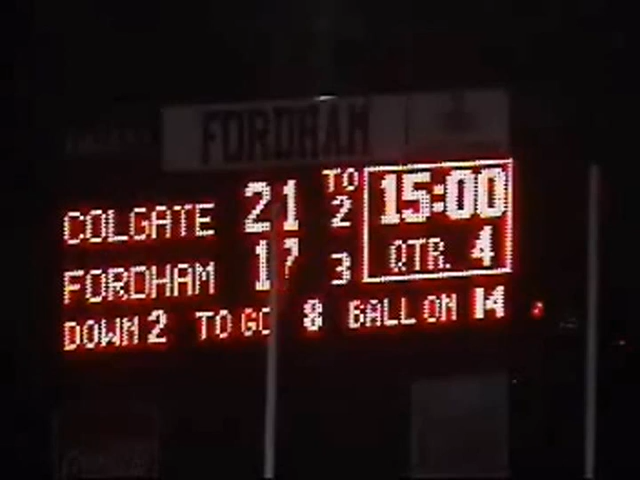 FORDHAM
TO
COLGATE 21 2 15:00
FORDHAM 17 3 QTR. 4
DOWN 2 TO GO 8 BALL ON 14